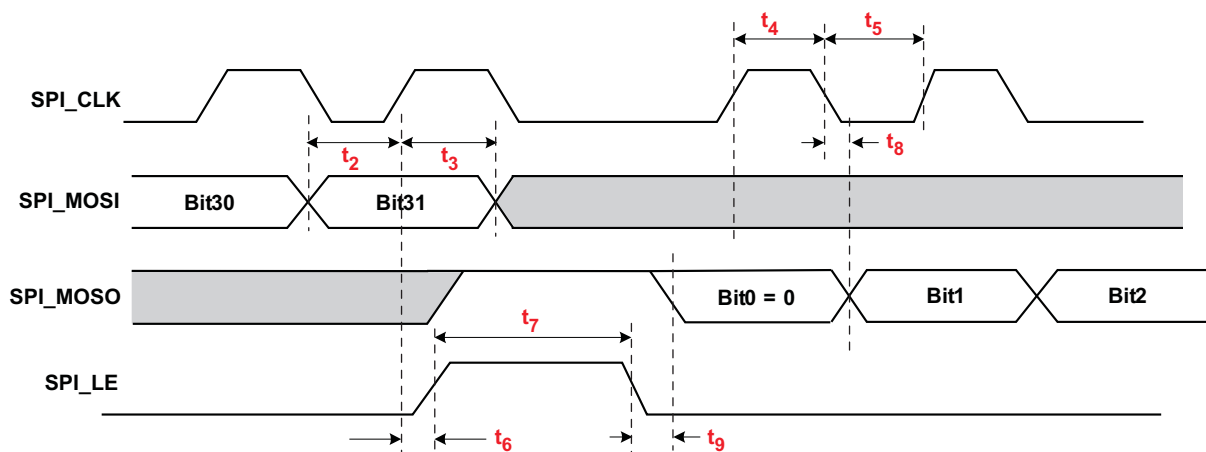 t4 t5
SPI_CLK
t2 t3 t8
SPI_MOSI Bit30 Bit31
SPI_MOSO Bit0 = 0 Bit1 Bit2
t7
SPI_LE
t6 t9